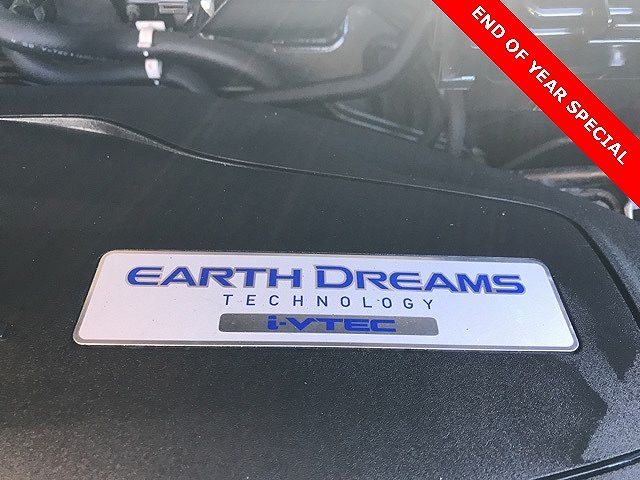 END OF YEAR SPECIAL
EARTH DREAMS
TECHNOLOGY
i-VTEC